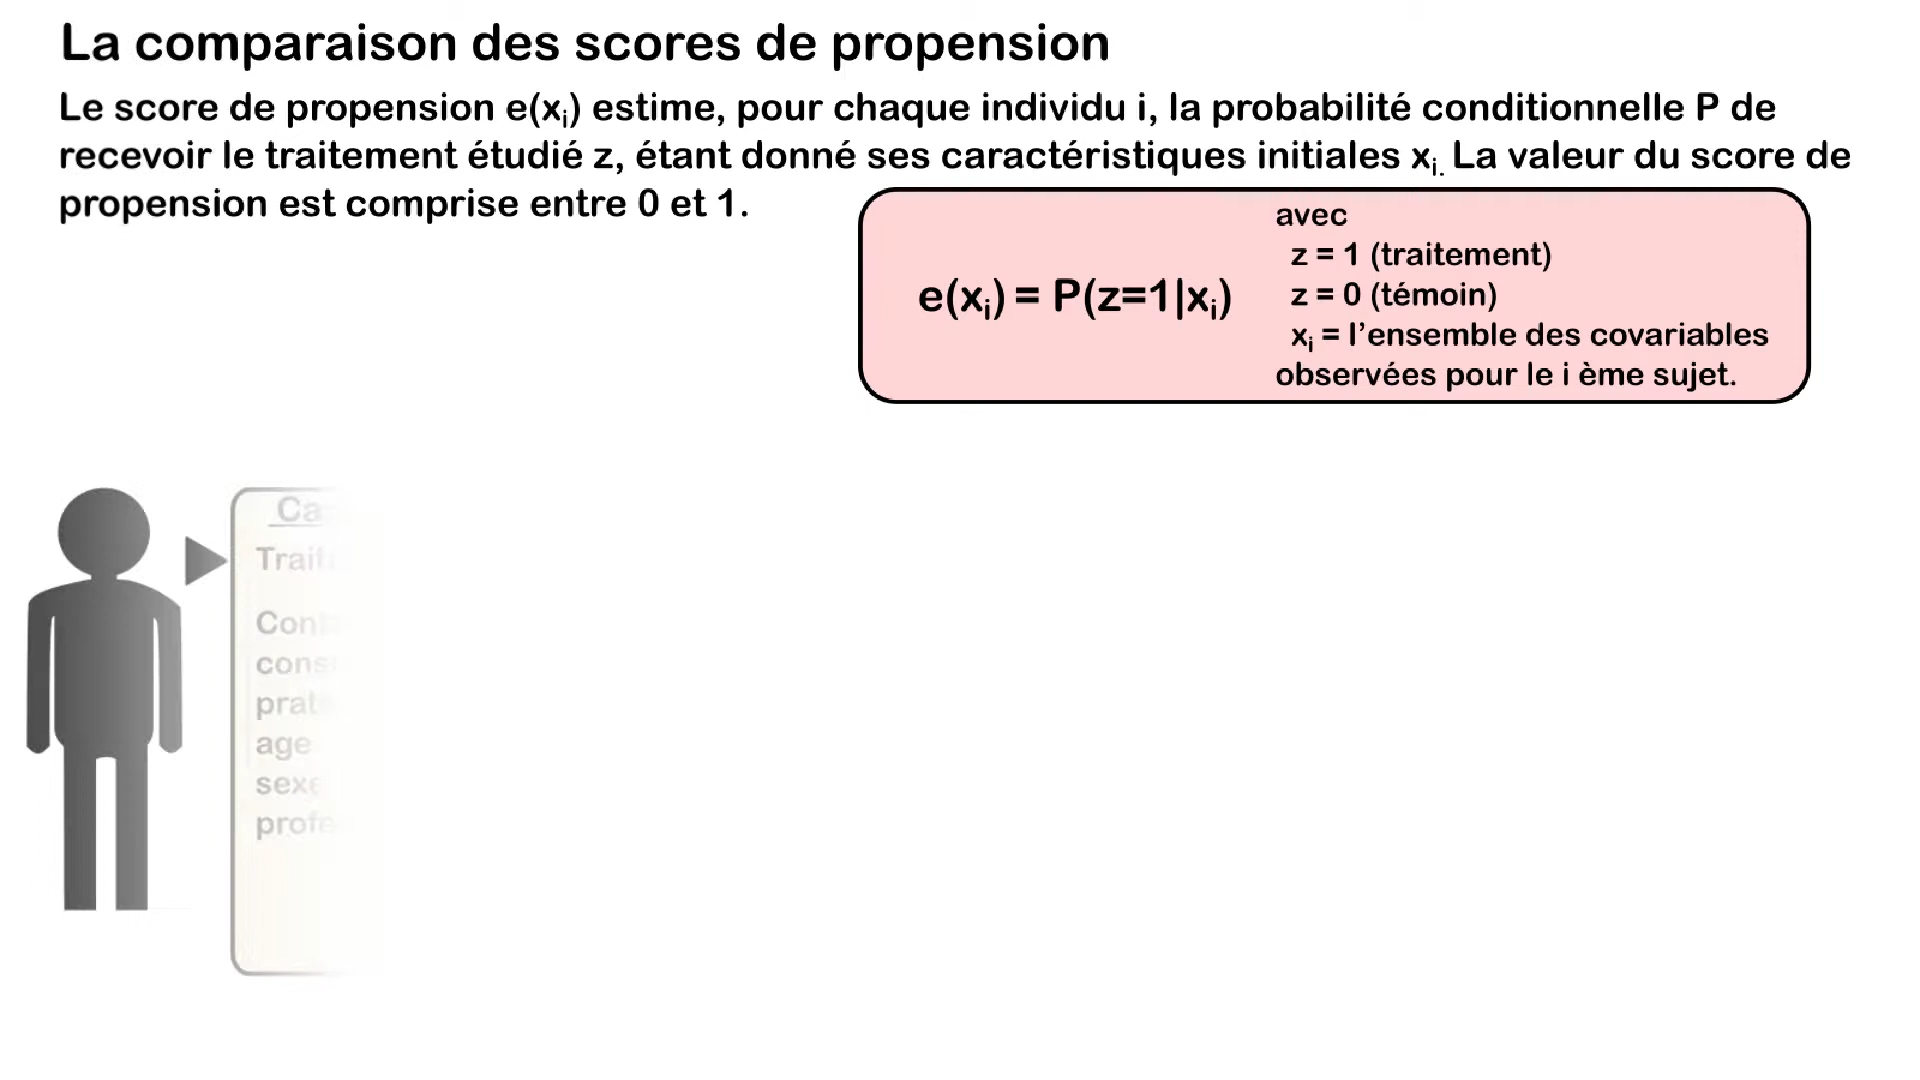 La comparaison des scores de propension
Le score de propension e(xi) estime, pour chaque individu i, la probabilité conditionnelle P de
recevoir le traitement étudié z, étant donné ses caractéristiques initiales xi. La valeur du score de
propension est comprise entre 0 et 1.
avec
z = 1 (traitement)
e(xi) = P(z=1|xi)
z = 0 (témoin)
xi = l’ensemble des covariables
observées pour le i ème sujet.
age
sexe